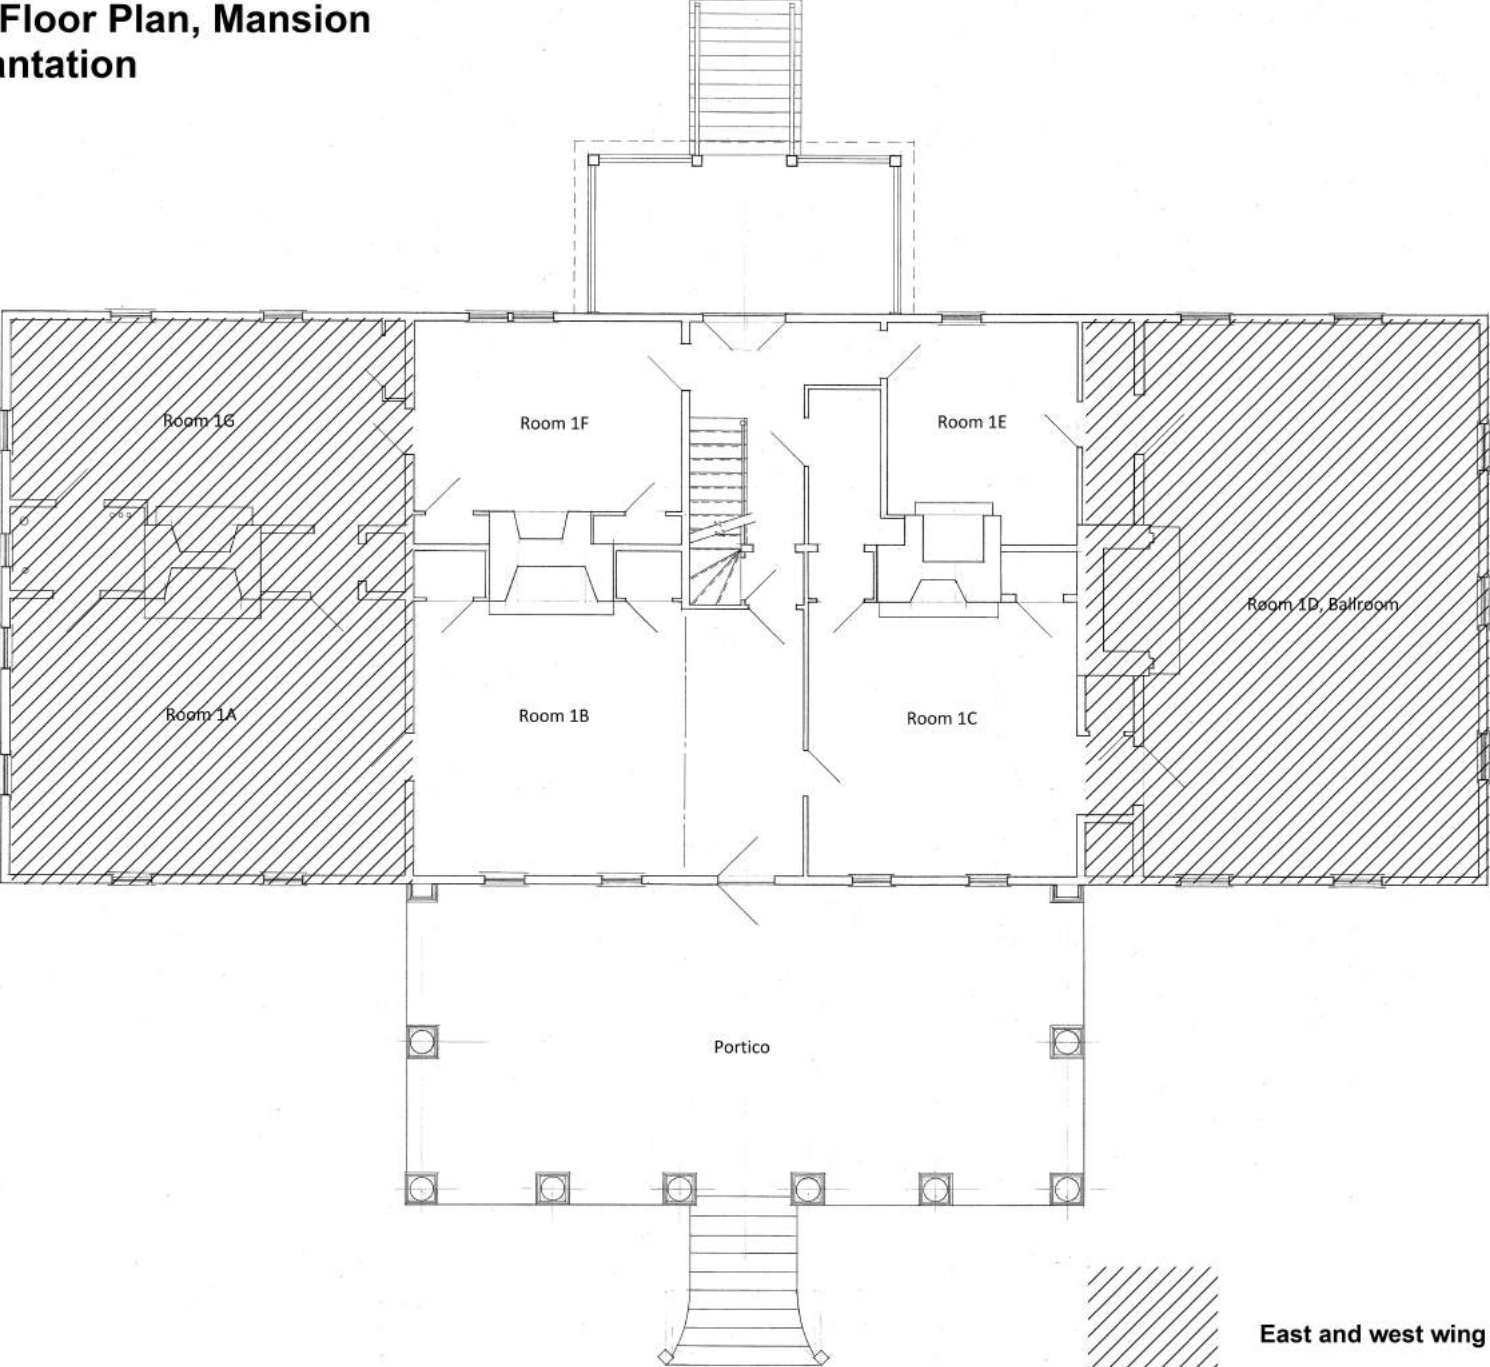 Floor Plan, Mansion
antation
Room 1G
Room 1F
Room 1E
Room 1D, Ballroom
Room 1A
Room 1B
Room 1C
Portico
East and west wing